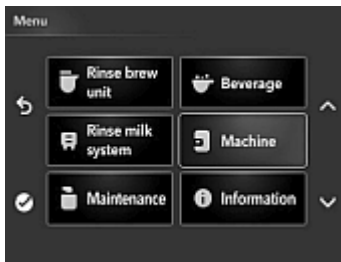 Menu
Rinse brew
unit
Beverage
Rinse milk
system
Machine
Maintenance
Information